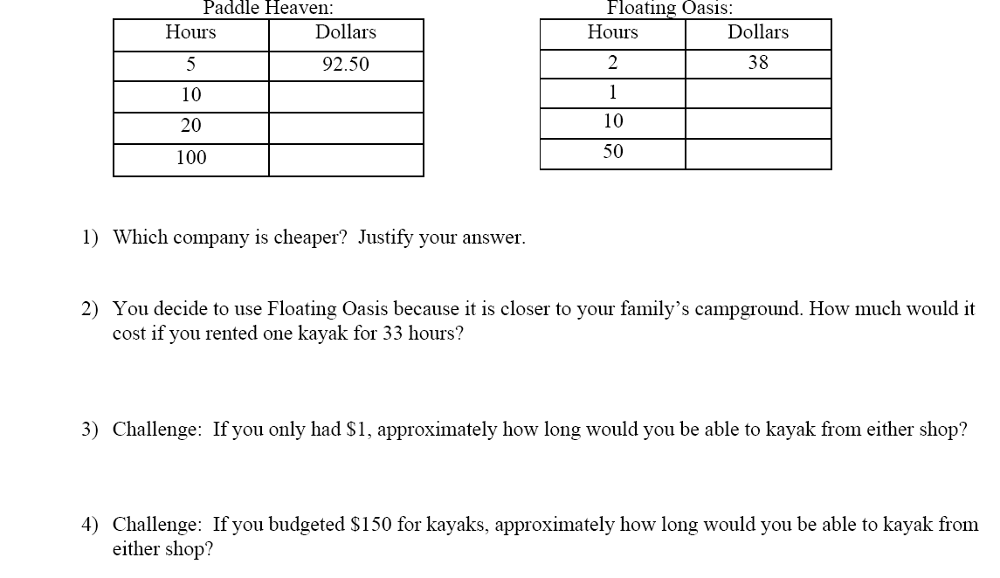 Paddle Heaven:
Hours Dollars
5 92.50
10
20
100
Floating Oasis:
Hours Dollars
2 38
1
10
50
1) Which company is cheaper? Justify your answer.
2) You decide to use Floating Oasis because it is closer to your family’s campground. How much would it
cost if you rented one kayak for 33 hours?
3) Challenge: If you only had $1, approximately how long would you be able to kayak from either shop?
4) Challenge: If you budgeted $150 for kayaks, approximately how long would you be able to kayak from
either shop?